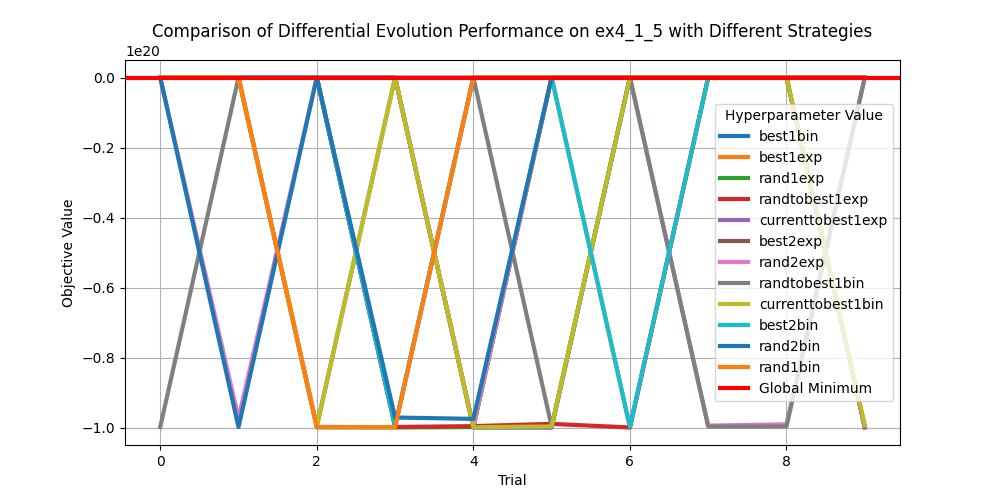 Comparison of Differential Evolution Performance on ex4_1_5 with Different Strategies
1e20
0.0
−0.2
−0.4
−0.6
−0.8
−1.0
Objective Value
Hyperparameter Value
best1bin
best1exp
rand1exp
randtobest1exp
currenttobest1exp
best2exp
rand2exp
randtobest1bin
currenttobest1bin
best2bin
rand2bin
rand1bin
Global Minimum
0
2
4
6
8
Trial